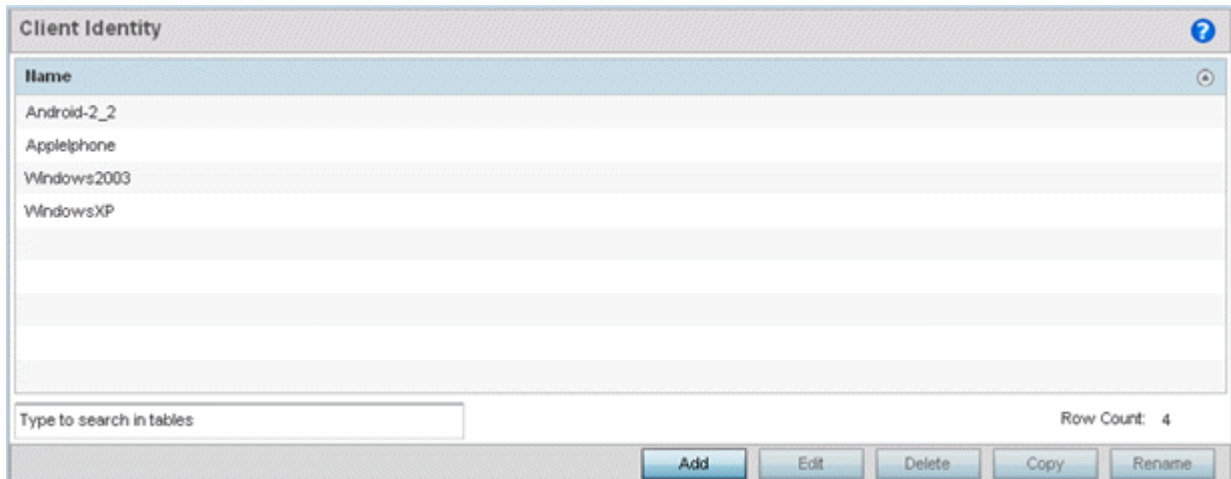 Client Identity
Name
Android-2_2
AppleIphone
Windows2003
WindowsXP
Type to search in tables
Row Count: 4
Add Edit Delete Copy Rename